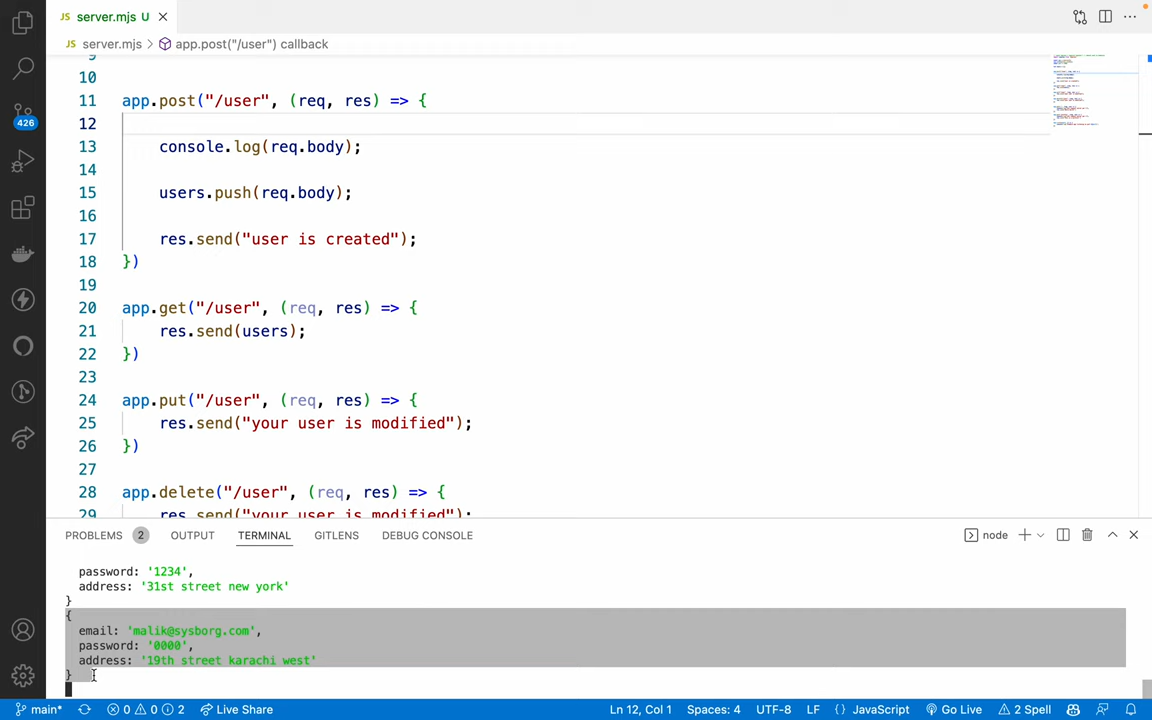 JS server.mjs U
JS server.mjs > app.post("/user") callback
9
10
11 app.post("/user", (req, res) => {
12
13 console.log(req.body);
14
15 users.push(req.body);
16
17 res.send("user is created");
18 })
19
20 app.get("/user", (req, res) => {
21 res.send(users);
22 })
23
24 app.put("/user", (req, res) => {
25 res.send("your user is modified");
26 })
27
28 app.delete("/user", (req, res) => {
29 res.send("your user is modified");
426
PROBLEMS 2 OUTPUT TERMINAL GITLENS DEBUG CONSOLE node
password: '1234',
address: '31st street new york'
}
{
email: 'malik@sysborg.com',
password: '0000',
address: '19th street karachi west'
}
main* 0 0 2 Live Share Ln 12, Col 1 Spaces: 4 UTF-8 LF {} JavaScript Go Live 2 Spell